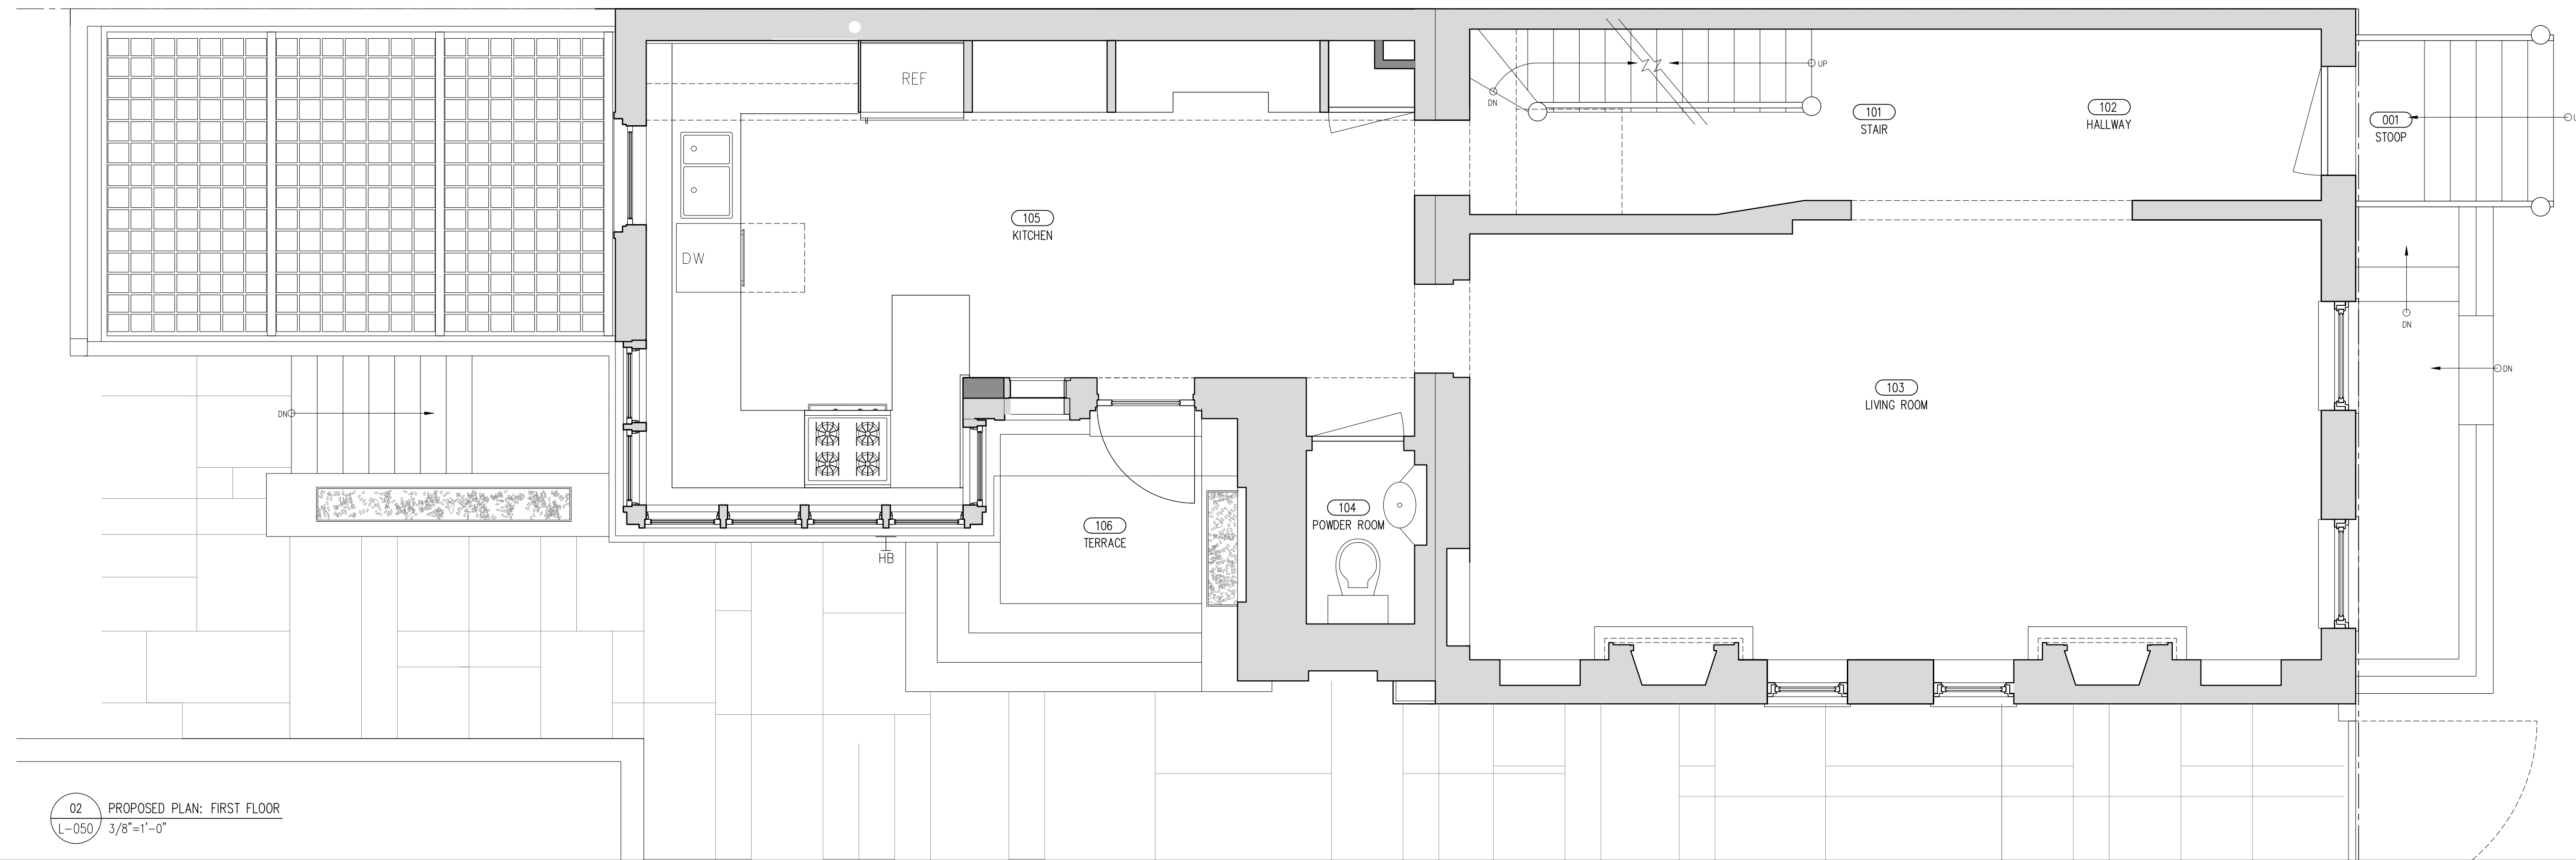 REF
UP
DN
101
STAIR
102
HALLWAY
001
STOOP
105
KITCHEN
DW
DN
DN
103
LIVING ROOM
DN
104
POWDER ROOM
106
TERRACE
HB
02
PROPOSED PLAN: FIRST FLOOR
L-050
3/8"=1'-0"